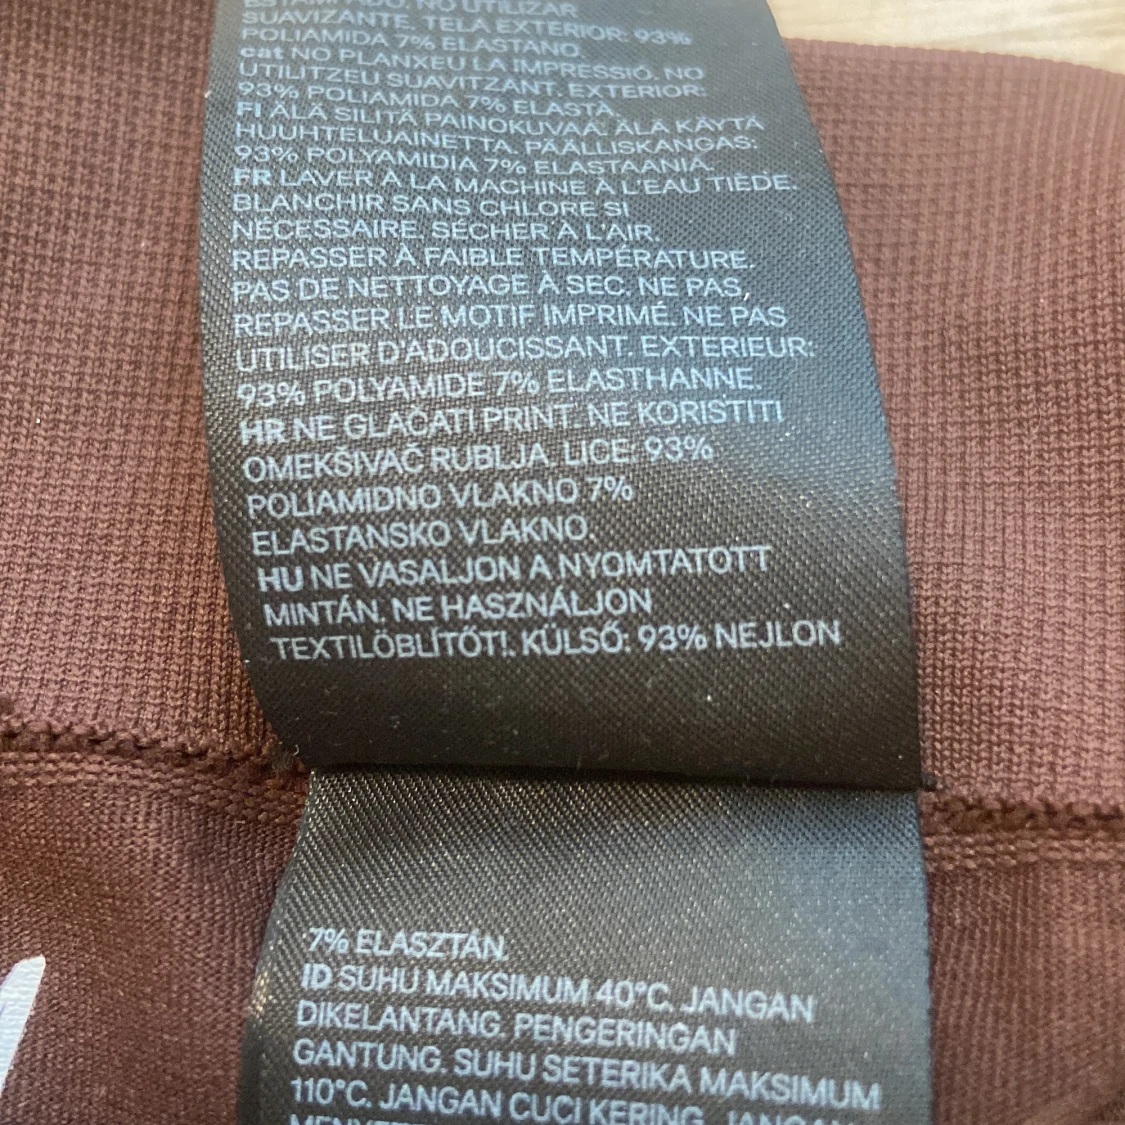 ESTAMPADO. NO UTILIZAR
SUAVIZANTE. TELA EXTERIOR: 93%
POLIAMIDA 7% ELASTANO.
cat NO PLANXEU LA IMPRESSIÓ. NO
UTILITZEU SUAVITZANT. EXTERIOR:
93% POLIAMIDA 7% ELASTÀ.
FI ÄLÄ SILITÄ PAINOKUVAA. ÄLÄ KÄYTÄ
HUUHTELUAINETTA. PÄÄLLISKANGAS:
93% POLYAMIDIA 7% ELASTAANIA.
FR LAVER À LA MACHINE À L'EAU TIÈDE.
BLANCHIR SANS CHLORE SI
NÉCESSAIRE. SÉCHER À L'AIR.
REPASSER À FAIBLE TEMPÉRATURE.
PAS DE NETTOYAGE À SEC. NE PAS
REPASSER LE MOTIF IMPRIMÉ. NE PAS
UTILISER D'ADOUCISSANT. EXTERIEUR:
93% POLYAMIDE 7% ELASTHANNE.
HR NE GLAČATI PRINT. NE KORISTITI
OMEKŠIVAČ RUBLJA. LICE: 93%
POLIAMIDNO VLAKNO 7%
ELASTANSKO VLAKNO.
HU NE VASALJON A NYOMTATOTT
MINTÁN. NE HASZNÁLJON
TEXTILÖBLÍTŐT!. KÜLSŐ: 93% NEJLON
7% ELASZTÁN.
ID SUHU MAKSIMUM 40°C. JANGAN
DIKELANTANG. PENGERINGAN
GANTUNG. SUHU SETERIKA MAKSIMUM
110°C. JANGAN CUCI KERING. JANGAN